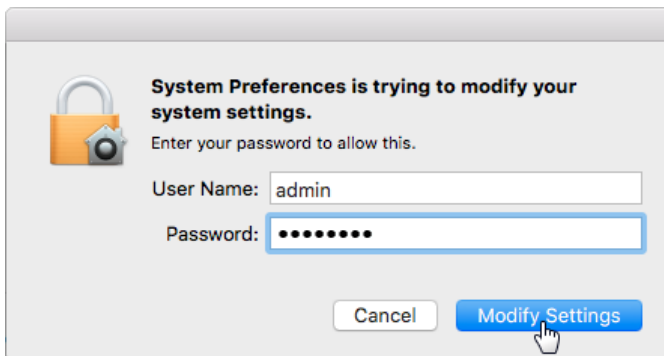 System Preferences is trying to modify your
system settings.
Enter your password to allow this.
User Name: admin
Password: ••••••••
Cancel Modify Settings